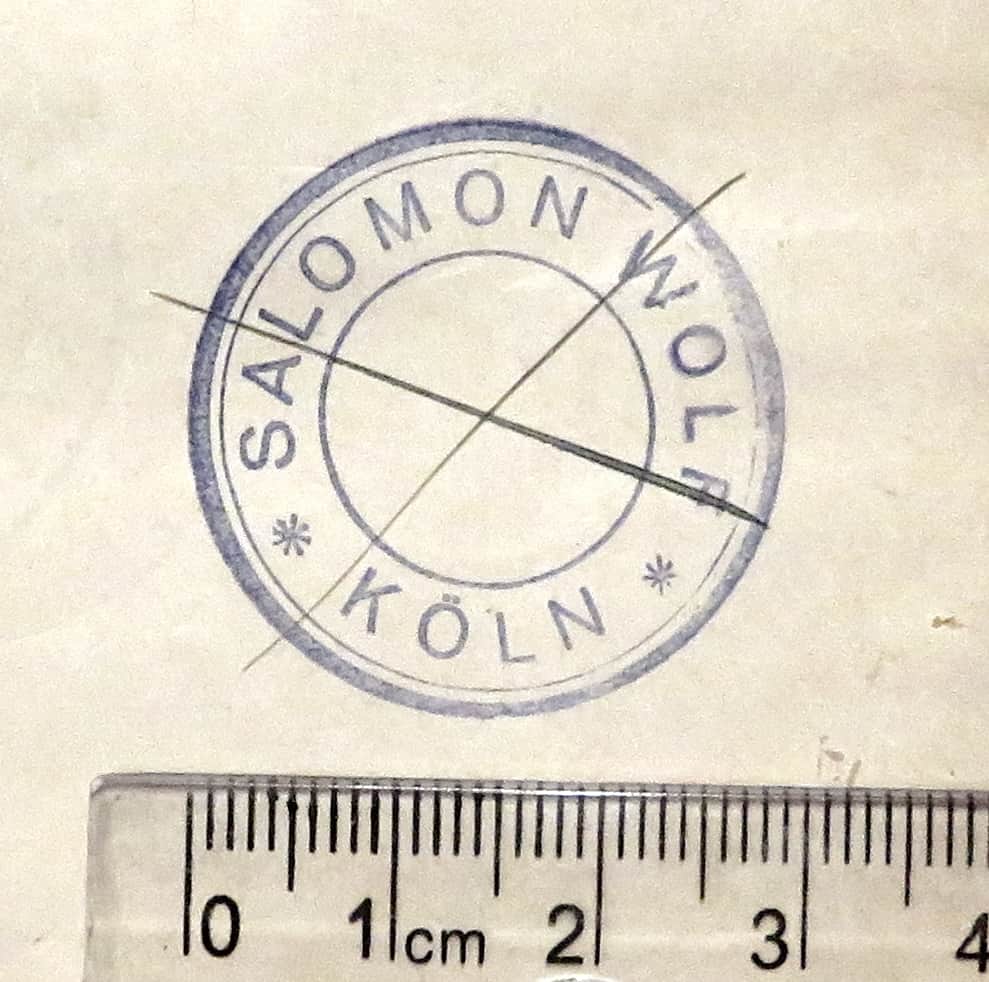 SALOMON WOLF
* KÖLN *
0 1 cm 2 3 4